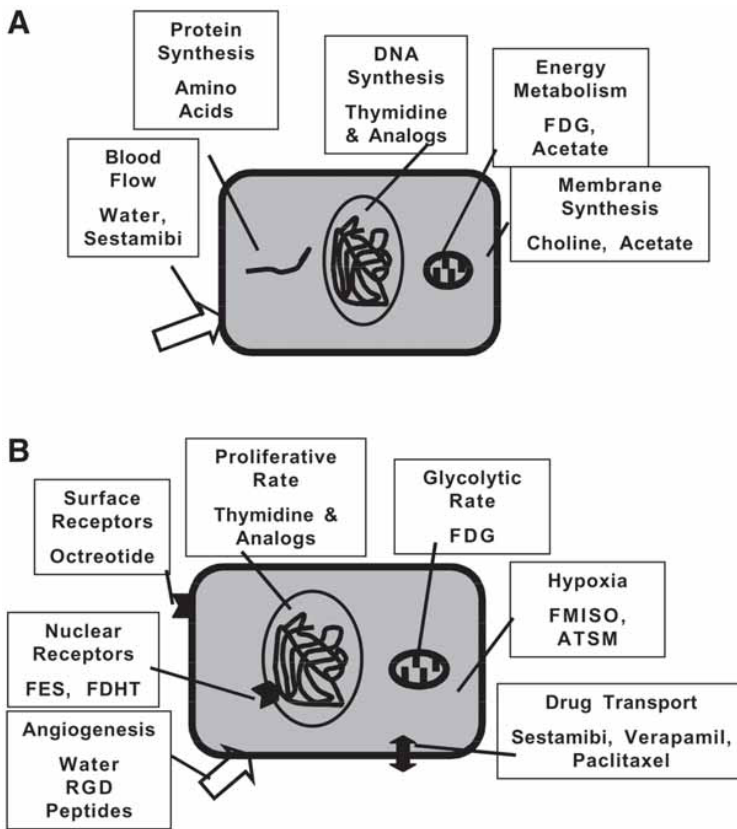 A
Protein
Synthesis
Amino
Acids
DNA
Synthesis
Thymidine
& Analogs
Energy
Metabolism
FDG,
Acetate
Blood
Flow
Water,
Sestamibi
Membrane
Synthesis
Choline, Acetate
B
Proliferative
Rate
Thymidine &
Analogs
Glycolytic
Rate
FDG
Surface
Receptors
Octreotide
Hypoxia
FMISO,
ATSM
Nuclear
Receptors
FES, FDHT
Drug Transport
Sestamibi, Verapamil,
Paclitaxel
Angiogenesis
Water
RGD
Peptides